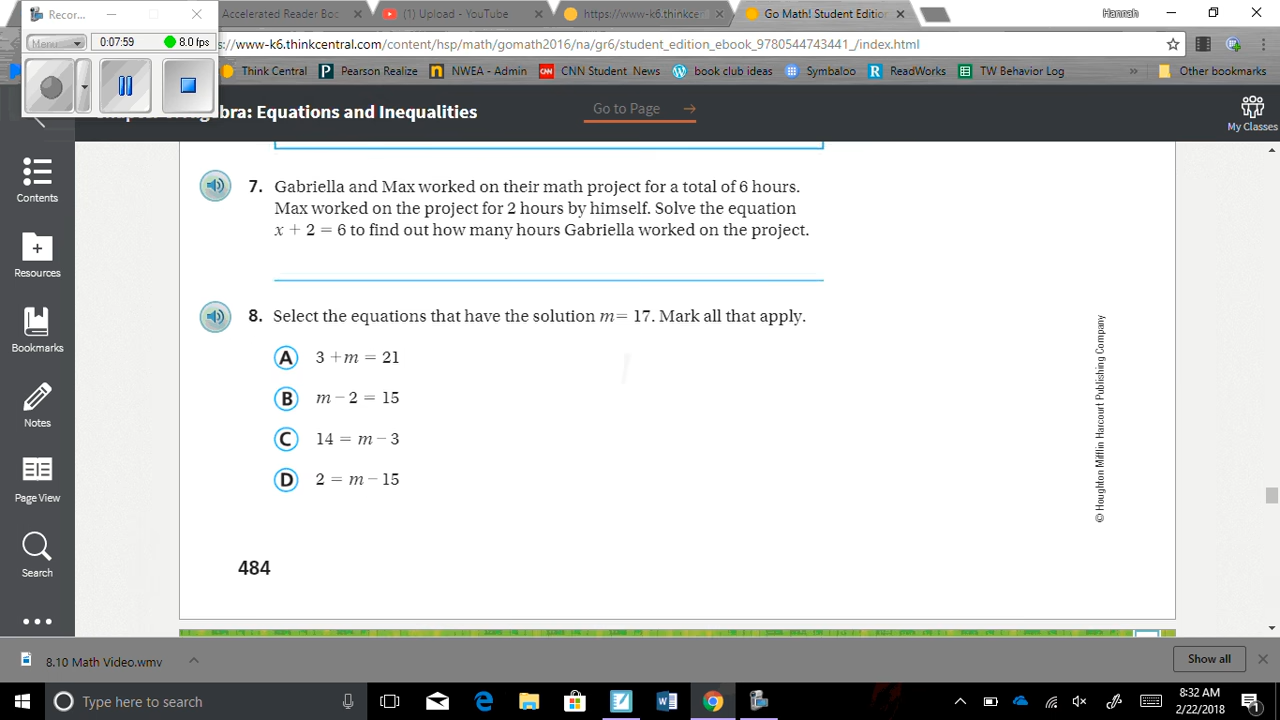 Recor...
Accelerated Reader Boo
(1) Upload - YouTube
https://www-k6.thinkce
Go Math! Student Edition
Hannah
Menu
0:07:59
8.0 fps
://www-k6.thinkcentral.com/content/hsp/math/gomath2016/na/gr6/student_edition_ebook_9780544743441_/index.html
Think Central
Pearson Realize
NWEA - Admin
CNN Student News
book club ideas
Symbaloo
ReadWorks
TW Behavior Log
»
Other bookmarks
bra: Equations and Inequalities
Go to Page
My Classes
Contents
Resources
Bookmarks
Notes
Page View
Search
7. Gabriella and Max worked on their math project for a total of 6 hours.
Max worked on the project for 2 hours by himself. Solve the equation
x + 2 = 6 to find out how many hours Gabriella worked on the project.
8. Select the equations that have the solution m= 17. Mark all that apply.
A 3 +m = 21
B m − 2 = 15
C 14 = m − 3
D 2 = m − 15
484
© Houghton Mifflin Harcourt Publishing Company
8.10 Math Video.wmv
Show all
Type here to search
8:32 AM
2/22/2018
1